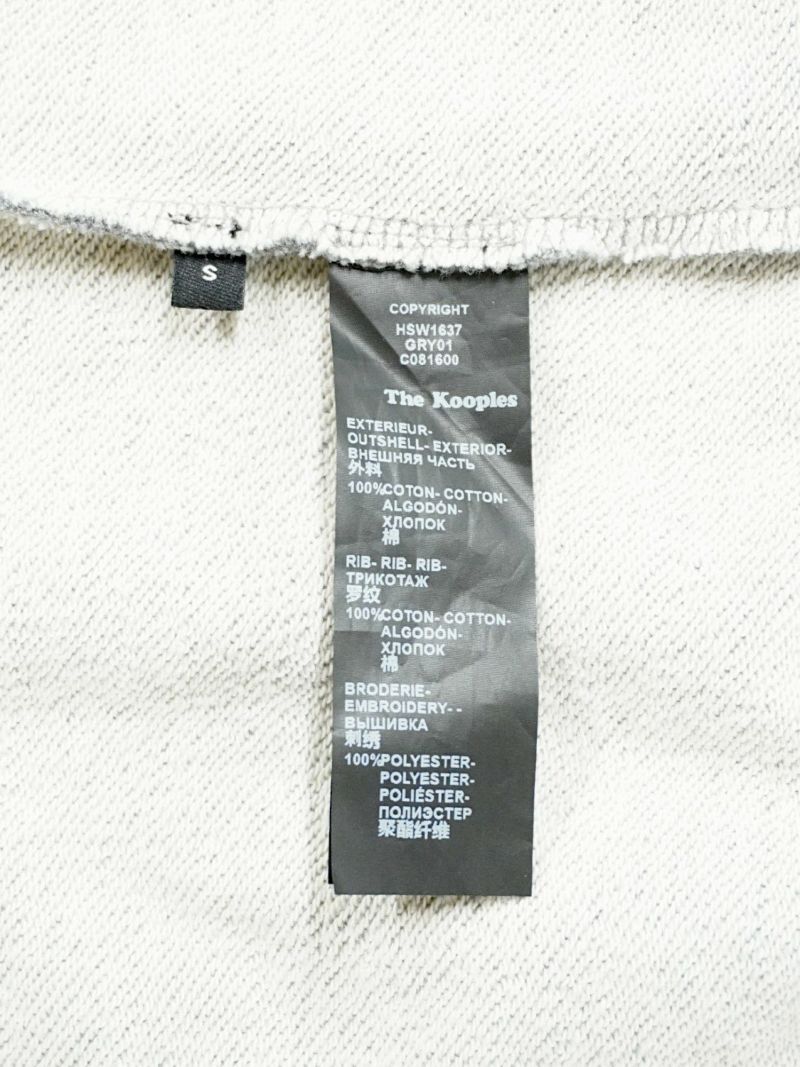 S
COPYRIGHT
HSW1637
GRY01
C081600
The Kooples
EXTERIEUR-
OUTSHELL- EXTERIOR-
ВНЕШНЯЯ ЧАСТЬ
外料
100%COTON- COTTON-
ALGODÓN-
ХЛОПОК
棉
RIB- RIB- RIB-
ТРИКОТАЖ
罗纹
100%COTON- COTTON-
ALGODÓN-
ХЛОПОК
棉
BRODERIE-
EMBROIDERY- -
ВЫШИВКА
刺绣
100%POLYESTER-
POLYESTER-
POLIÉSTER-
ПОЛИЭСТЕР
聚酯纤维